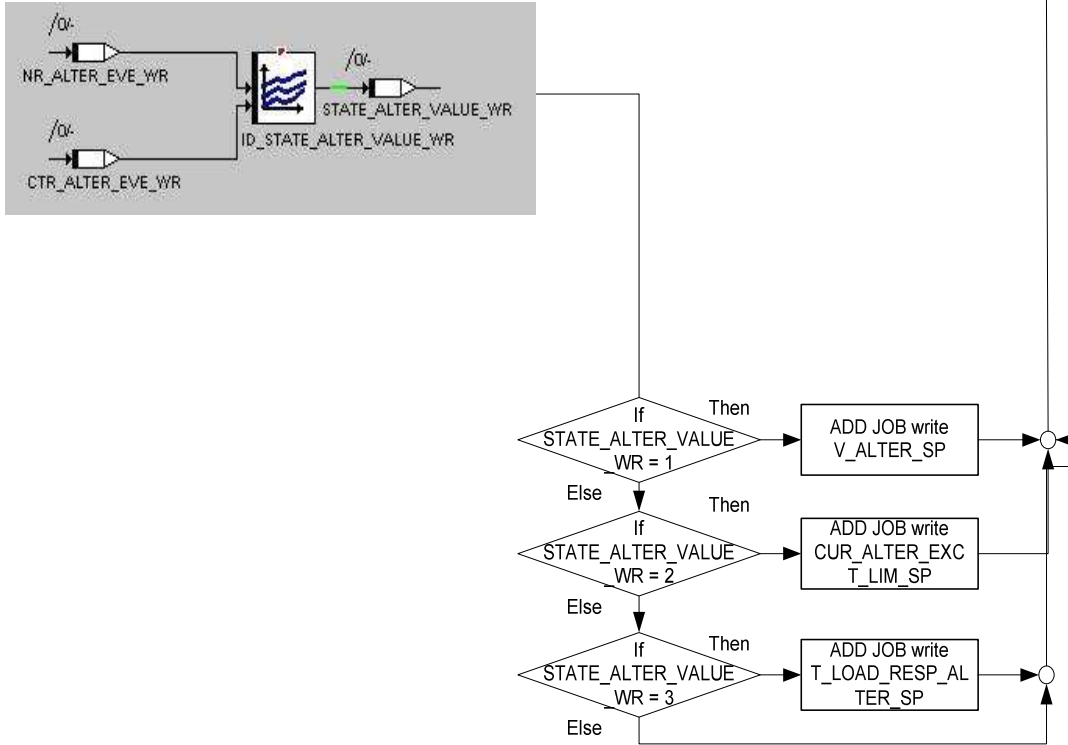 /0/-
NR_ALTER_EVE_WR
/0/-
STATE_ALTER_VALUE_WR
ID_STATE_ALTER_VALUE_WR
/0/-
CTR_ALTER_EVE_WR
If
STATE_ALTER_VALUE
_WR = 1
Then
ADD JOB write
V_ALTER_SP
Else
If
STATE_ALTER_VALUE
_WR = 2
Then
ADD JOB write
CUR_ALTER_EXC
T_LIM_SP
Else
If
STATE_ALTER_VALUE
_WR = 3
Then
ADD JOB write
T_LOAD_RESP_AL
TER_SP
Else